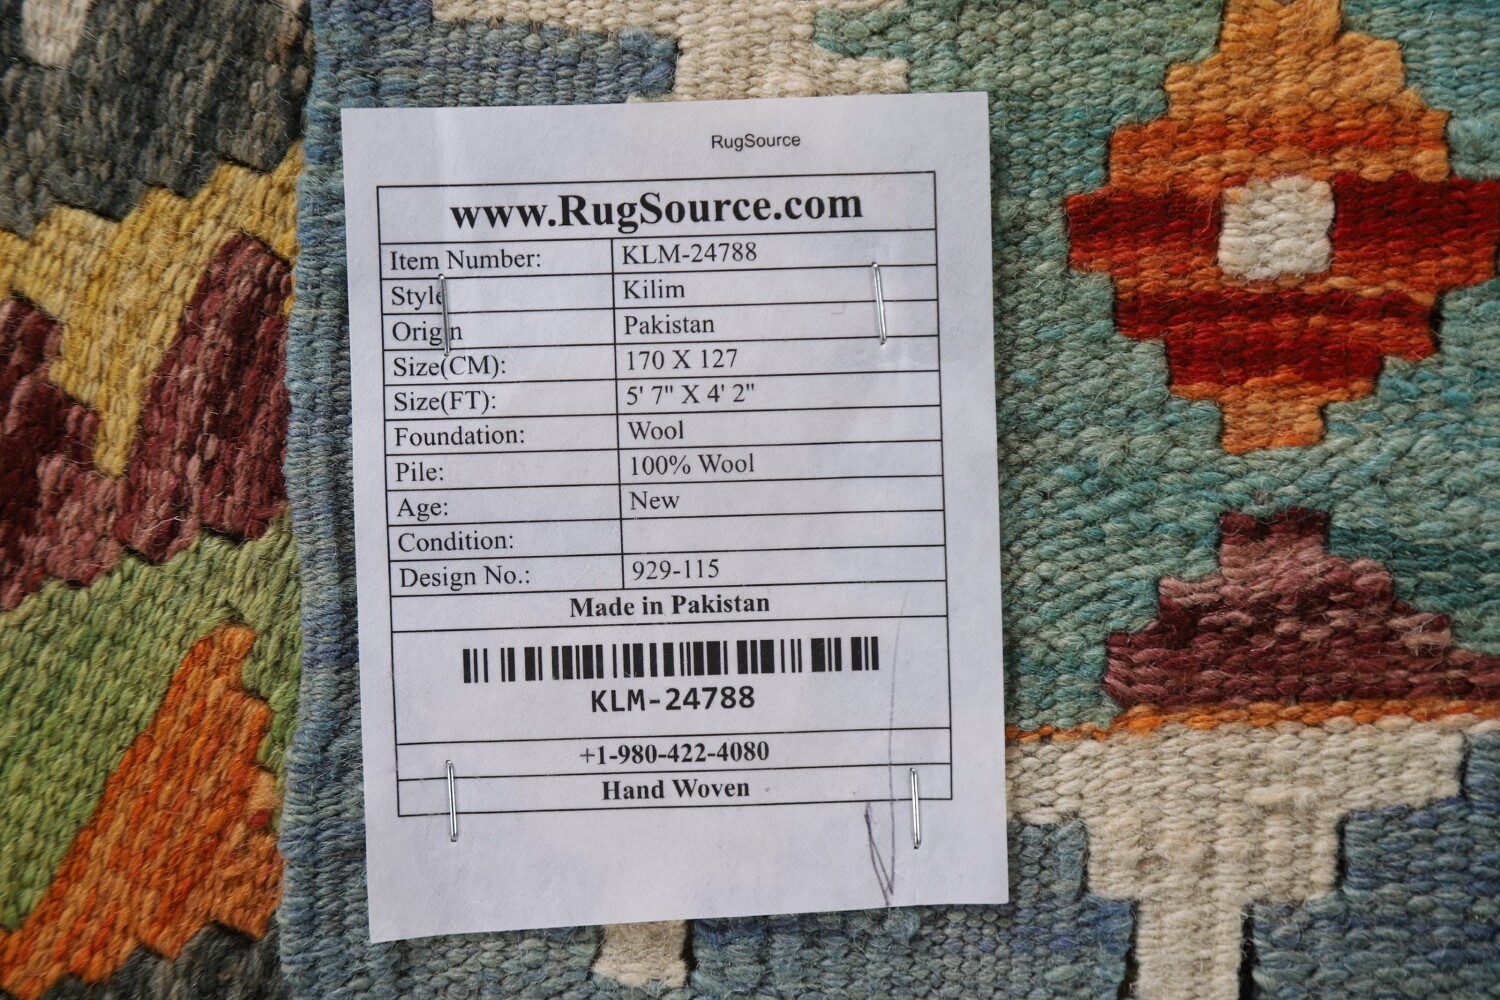 RugSource
www.RugSource.com
Item Number: KLM-24788
Style Kilim
Origin Pakistan
Size(CM): 170 X 127
Size(FT): 5' 7" X 4' 2"
Foundation: Wool
Pile: 100% Wool
Age: New
Condition:
Design No.: 929-115
Made in Pakistan
KLM-24788
+1-980-422-4080
Hand Woven